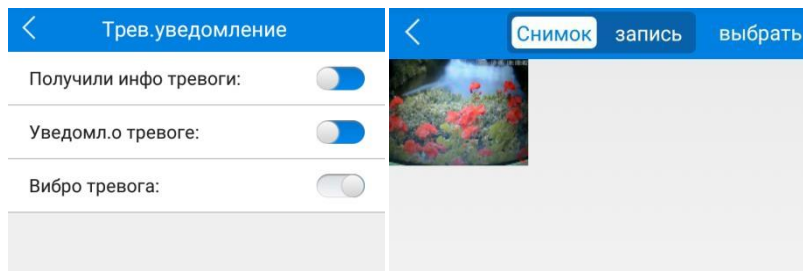 Трев.уведомление
Получили инфо тревоги:
Уведомл.о тревоге:
Вибро тревога:
Снимок запись выбрать